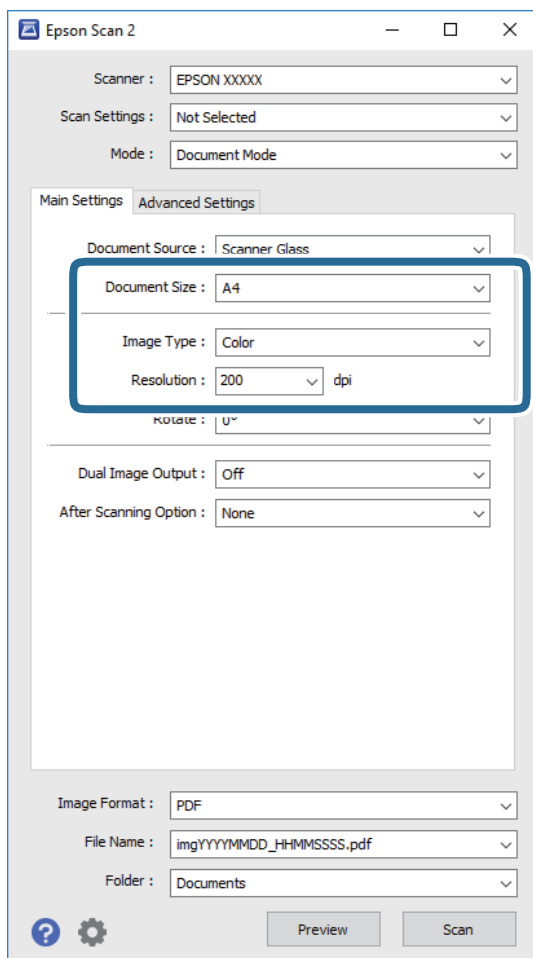 Epson Scan 2
Scanner : EPSON XXXXX
Scan Settings : Not Selected
Mode : Document Mode
Main Settings Advanced Settings
Document Source : Scanner Glass
Document Size : A4
Image Type : Color
Resolution : 200 dpi
Rotate : 0°
Dual Image Output : Off
After Scanning Option : None
Image Format : PDF
File Name : imgYYYYMMDD_HHMMSSSS.pdf
Folder : Documents
? Preview Scan